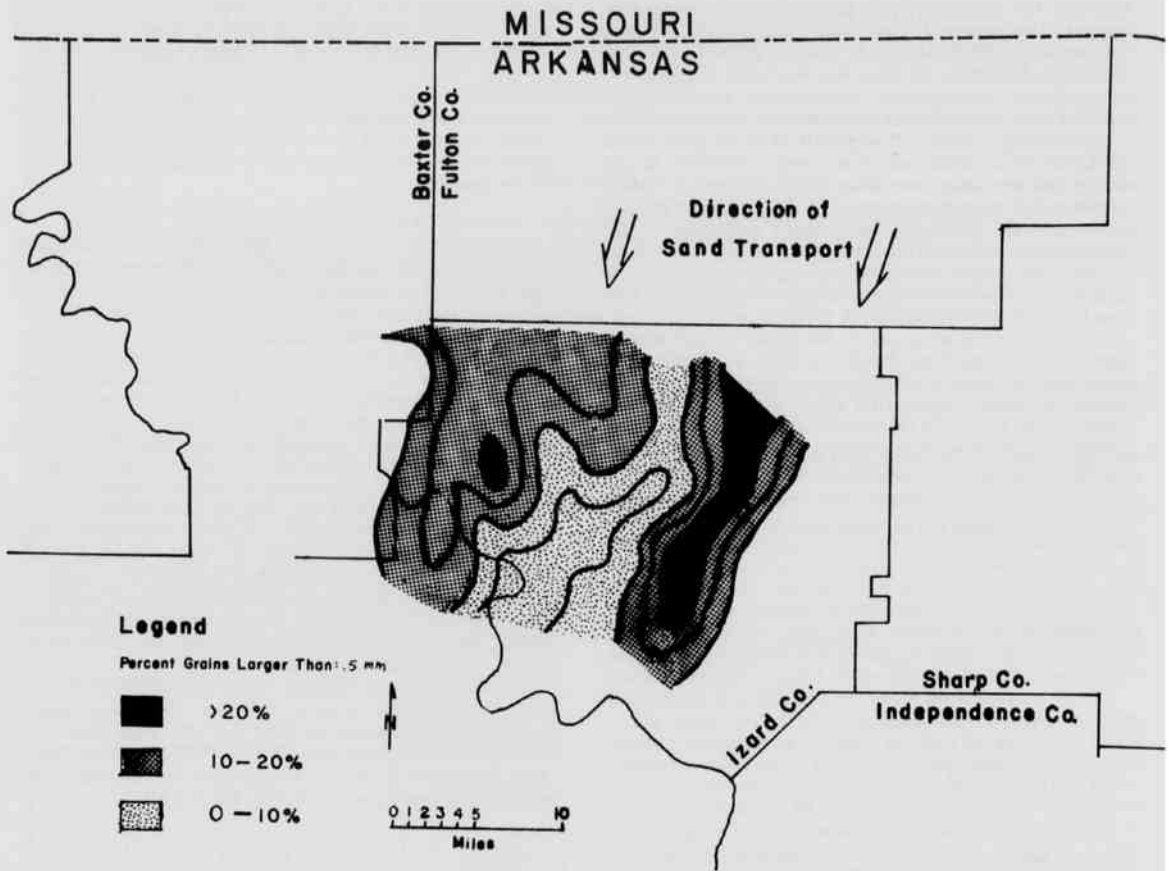 MISSOURI
ARKANSAS
Baxter Co.
Fulton Co.
Direction of
Sand Transport
Legend
Percent Grains Larger Than: .5 mm
>20%
10-20%
0-10%
N
0 1 2 3 4 5 10
Miles
Izard Co.
Sharp Co.
Independence Co.